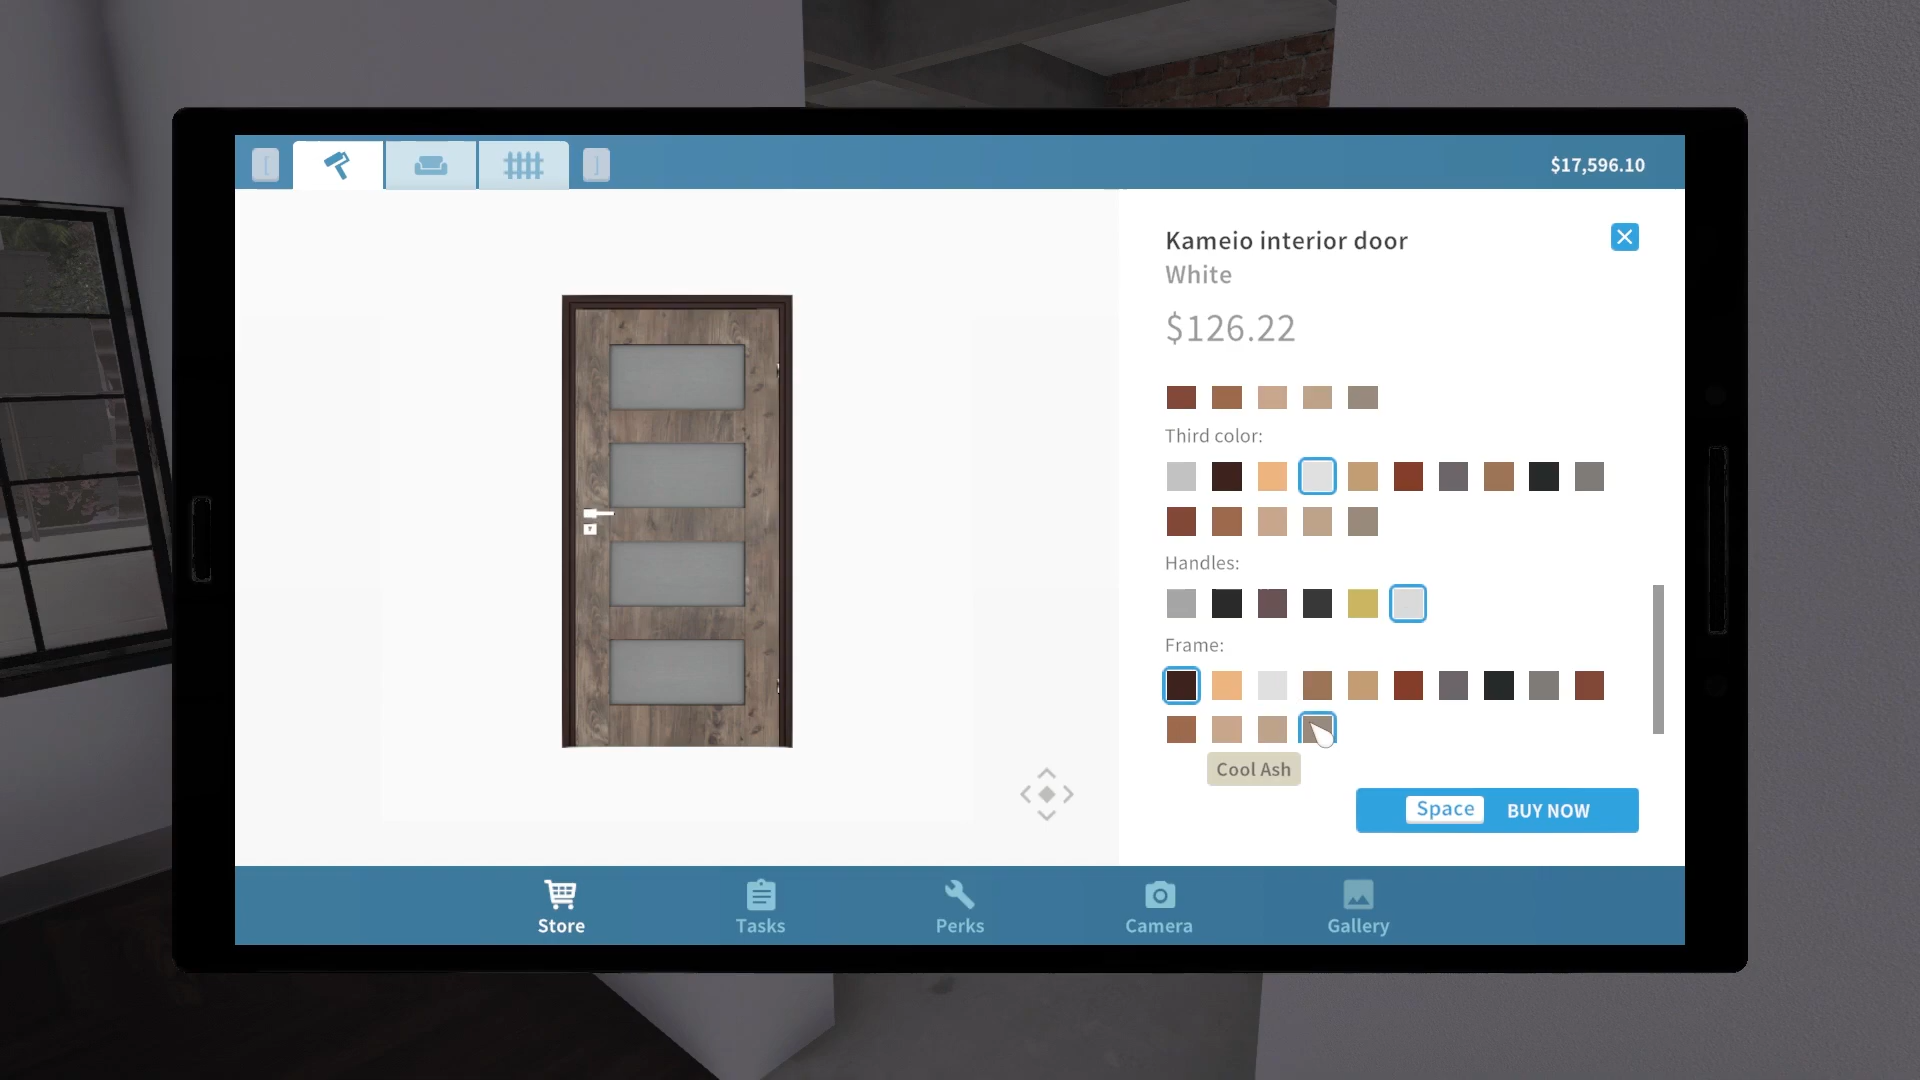 [
]
$17,596.10
Kameio interior door
White
$126.22
Third color:
Handles:
Frame:
Cool Ash
Space BUY NOW
Store
Tasks
Perks
Camera
Gallery